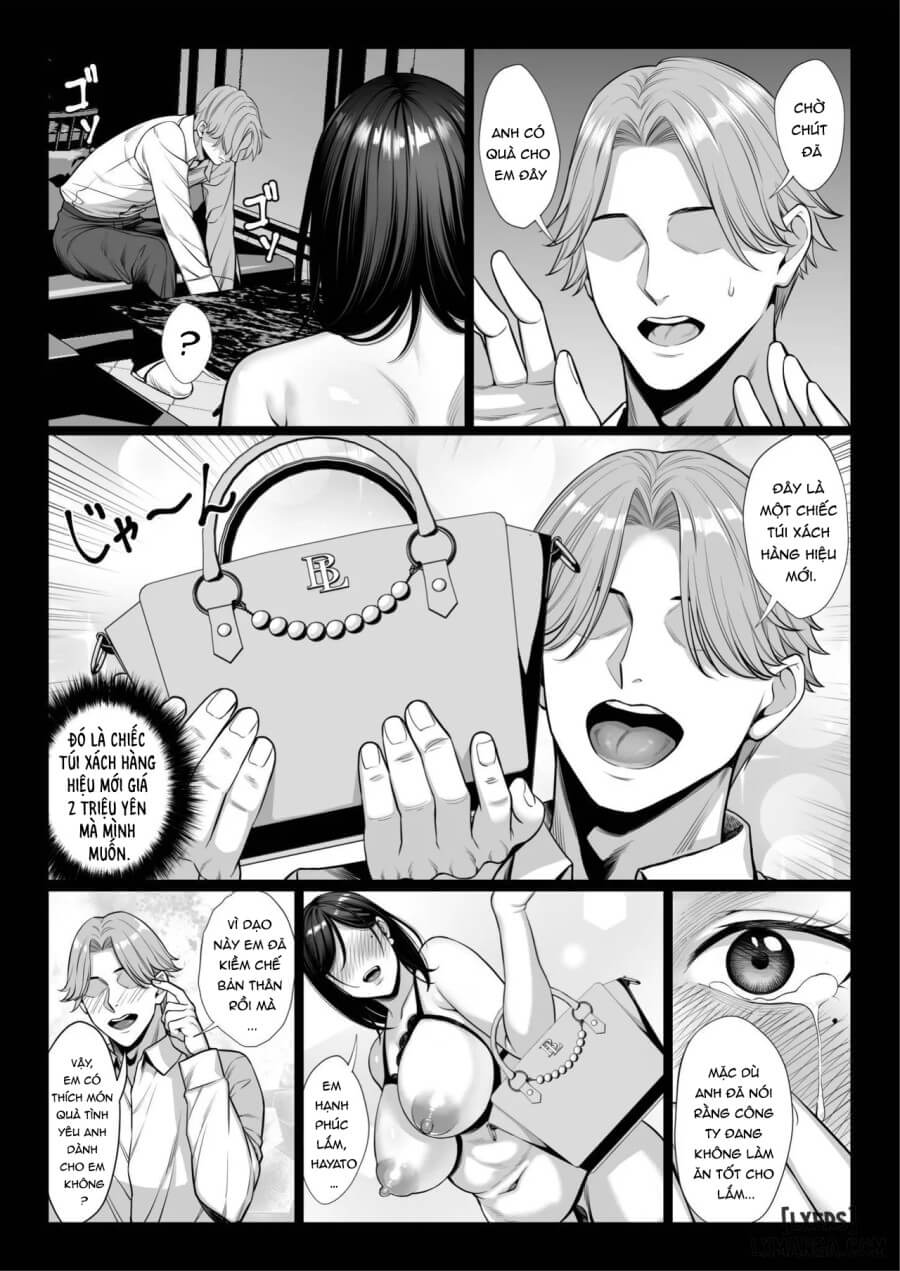 CHỜ
CHÚT
ĐÃ
ANH CÓ
QUÀ CHO
EM ĐÂY
ゴソ
ゴソ
?
ĐÂY LÀ
MỘT CHIẾC
TÚI XÁCH
HÀNG HIỆU
MỚI.
じゃ〜ん
BL
ĐÓ LÀ CHIẾC
TÚI XÁCH HÀNG
HIỆU MỚI GIÁ
2 TRIỆU YÊN
MÀ MÌNH
MUỐN.
MẶC DÙ
ANH ĐÃ NÓI
RẰNG CÔNG
TY ĐANG
KHÔNG LÀM
ĂN TỐT CHO
LẮM...
BL
EM
HẠNH
PHÚC
LẮM,
HAYATO
...
VÌ DẠO
NÀY EM ĐÃ
KIỀM CHẾ
BẢN THÂN
RỒI MÀ
...
VẬY,
EM CÓ
THÍCH MÓN
QUÀ TÌNH
YÊU ANH
DÀNH
CHO EM
KHÔNG
?